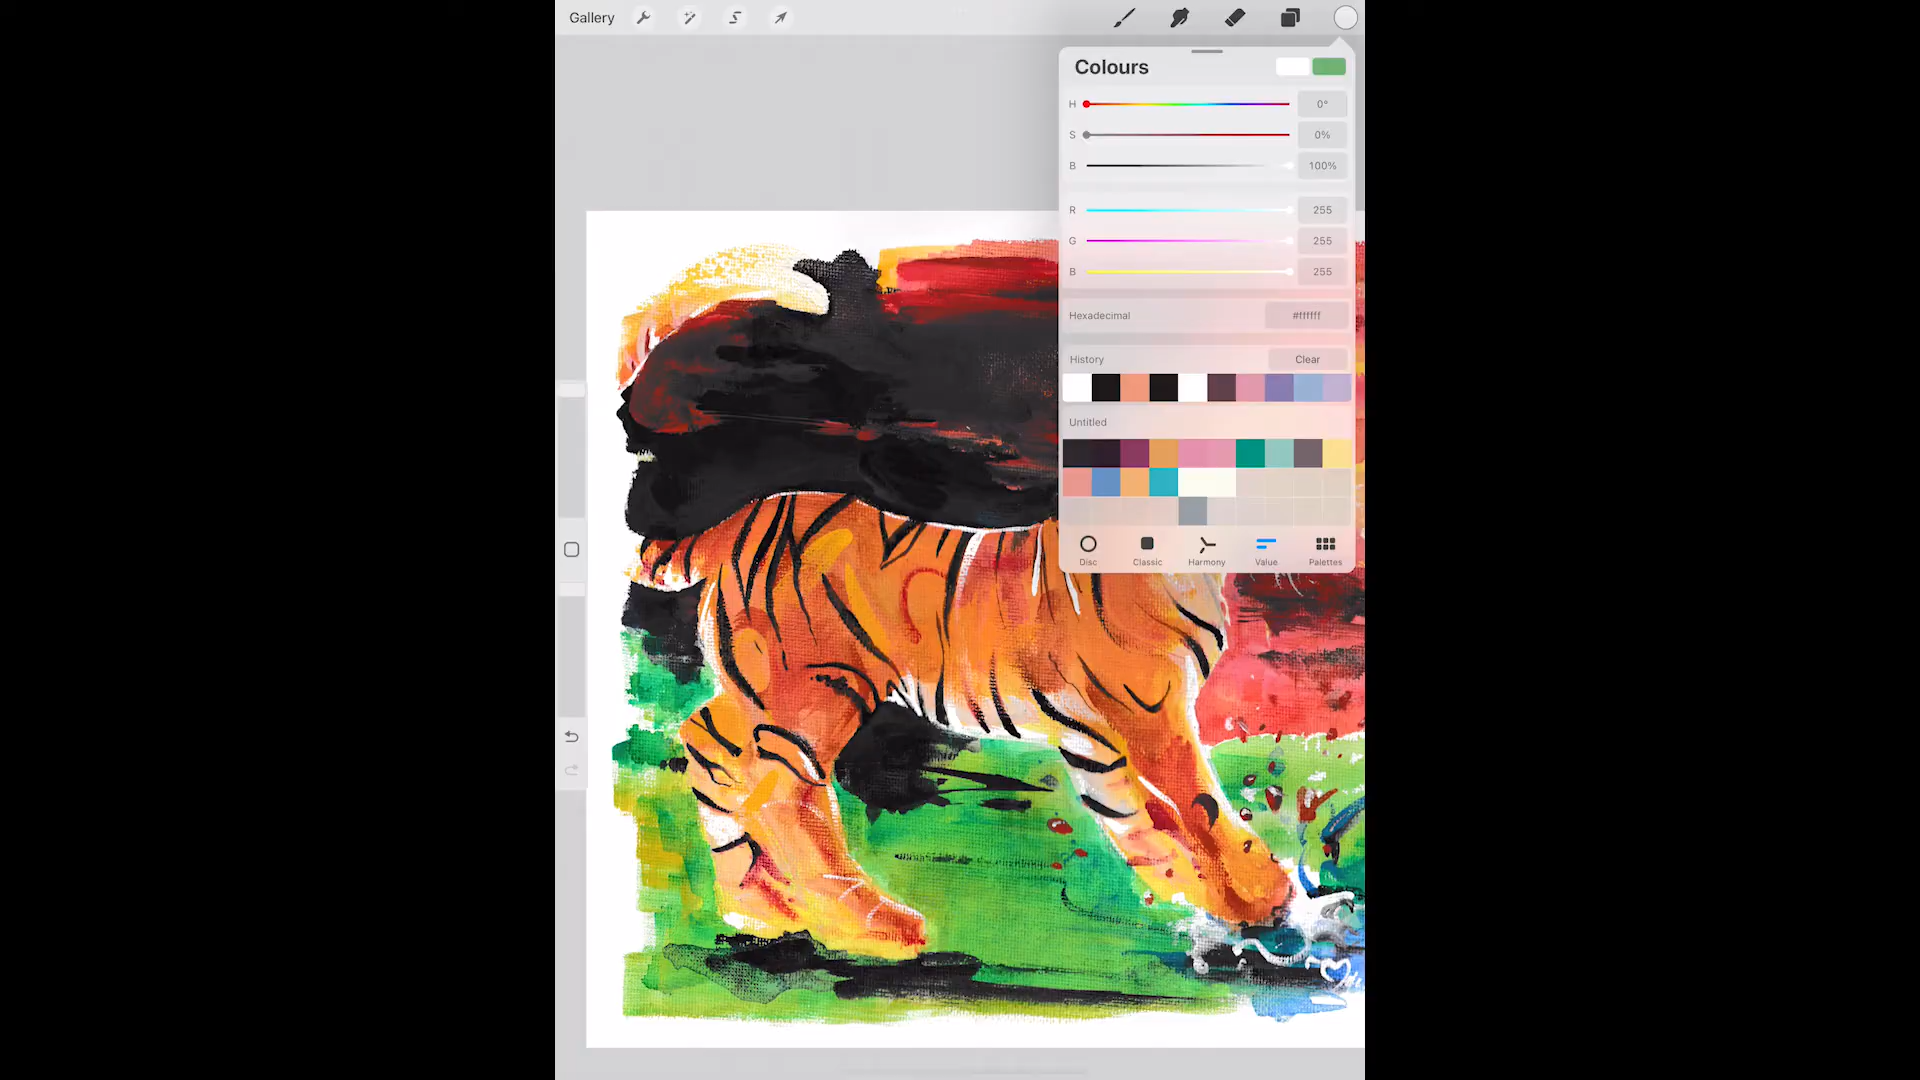 Gallery
Colours
H 0°
S 0%
B 100%
R 255
G 255
B 255
Hexadecimal #ffffff
History Clear
Untitled
Disc Classic Harmony Value Palettes